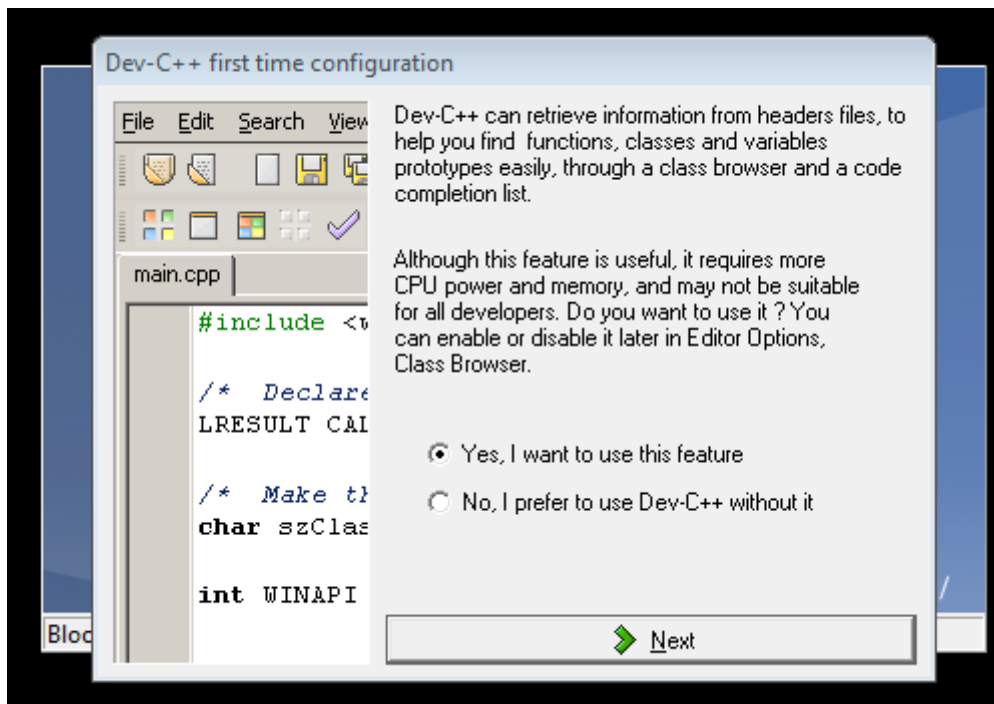 Dev-C++ first time configuration
File Edit Search View
main.cpp
#include <w
/* Declare
LRESULT CAL
/* Make th
char szClas
int WINAPI
Dev-C++ can retrieve information from headers files, to
help you find functions, classes and variables
prototypes easily, through a class browser and a code
completion list.
Although this feature is useful, it requires more
CPU power and memory, and may not be suitable
for all developers. Do you want to use it ? You
can enable or disable it later in Editor Options,
Class Browser.
Yes, I want to use this feature
No, I prefer to use Dev-C++ without it
Next
Bloc
/